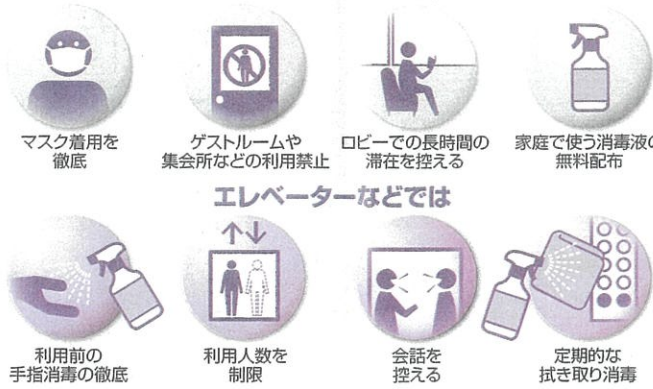 マスク着用を
徹底
ゲストルームや
集会所などの利用禁止
ロビーでの長時間の
滞在を控える
家庭で使う消毒液の
無料配布
エレベーターなどでは
利用前の
手指消毒の徹底
利用人数を
制限
会話を
控える
定期的な
拭き取り消毒